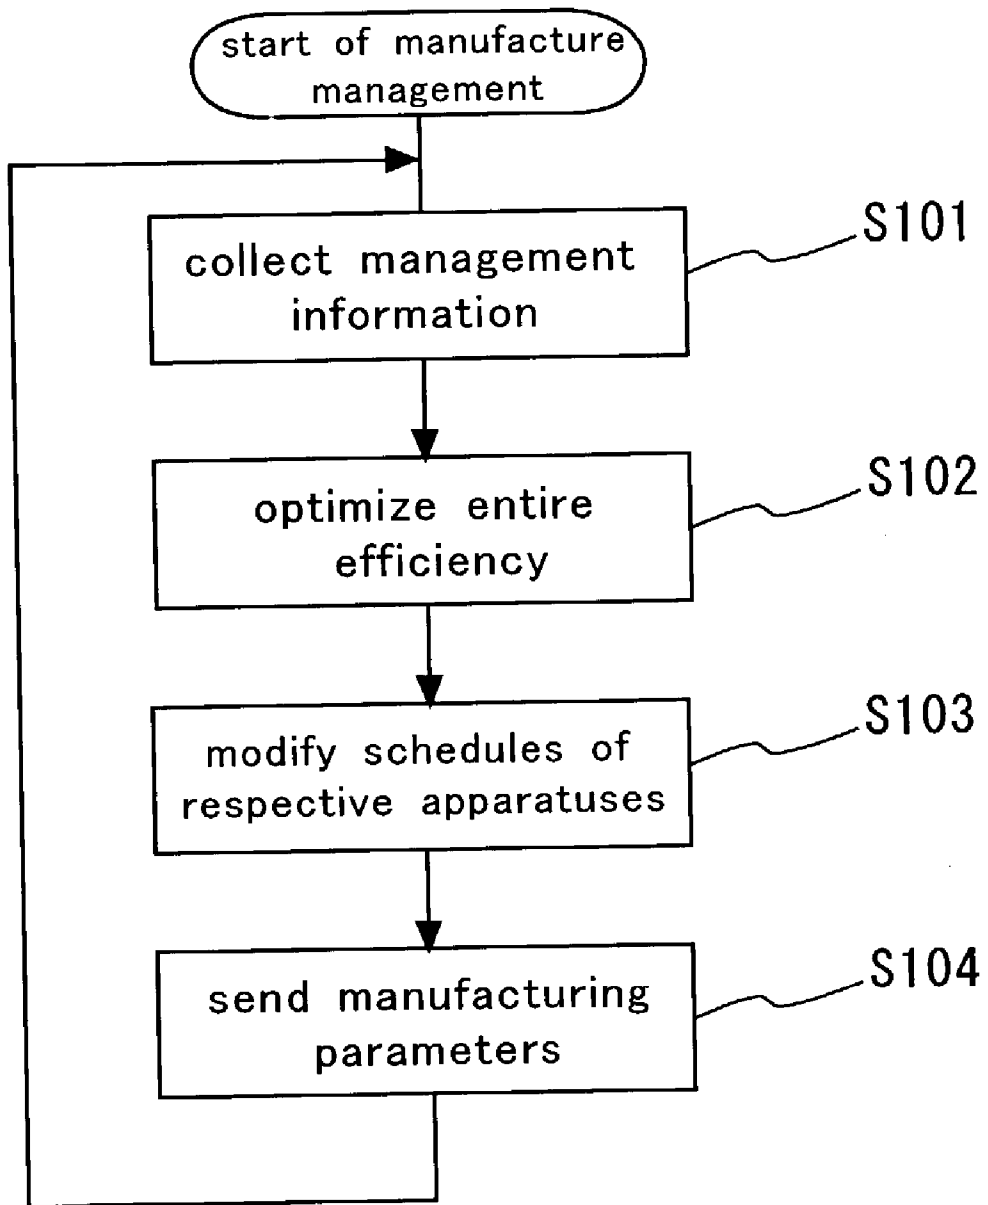 start of manufacture
management
collect management
information
S101
optimize entire
efficiency
S102
modify schedules of
respective apparatuses
S103
send manufacturing
parameters
S104